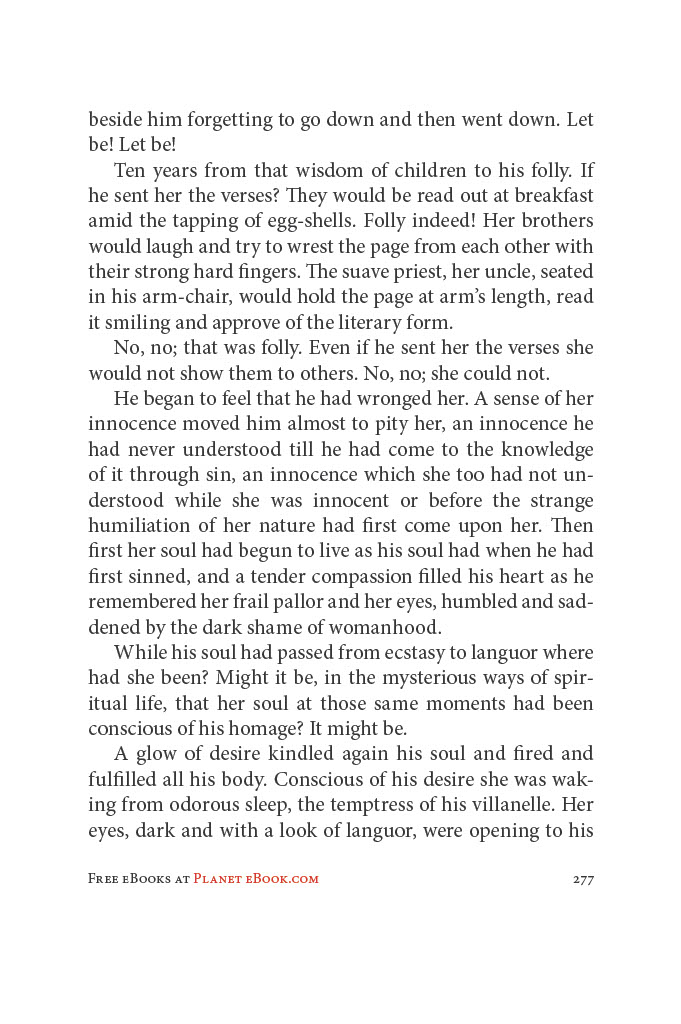 beside him forgetting to go down and then went down. Let
be! Let be!
Ten years from that wisdom of children to his folly. If
he sent her the verses? They would be read out at breakfast
amid the tapping of egg-shells. Folly indeed! Her brothers
would laugh and try to wrest the page from each other with
their strong hard fingers. The suave priest, her uncle, seated
in his arm-chair, would hold the page at arm’s length, read
it smiling and approve of the literary form.
No, no; that was folly. Even if he sent her the verses she
would not show them to others. No, no; she could not.
He began to feel that he had wronged her. A sense of her
innocence moved him almost to pity her, an innocence he
had never understood till he had come to the knowledge
of it through sin, an innocence which she too had not un-
derstood while she was innocent or before the strange
humiliation of her nature had first come upon her. Then
first her soul had begun to live as his soul had when he had
first sinned, and a tender compassion filled his heart as he
remembered her frail pallor and her eyes, humbled and sad-
dened by the dark shame of womanhood.
While his soul had passed from ecstasy to languor where
had she been? Might it be, in the mysterious ways of spir-
itual life, that her soul at those same moments had been
conscious of his homage? It might be.
A glow of desire kindled again his soul and fired and
fulfilled all his body. Conscious of his desire she was wak-
ing from odorous sleep, the temptress of his villanelle. Her
eyes, dark and with a look of languor, were opening to his
Free eBooks at Planet eBook.com 277